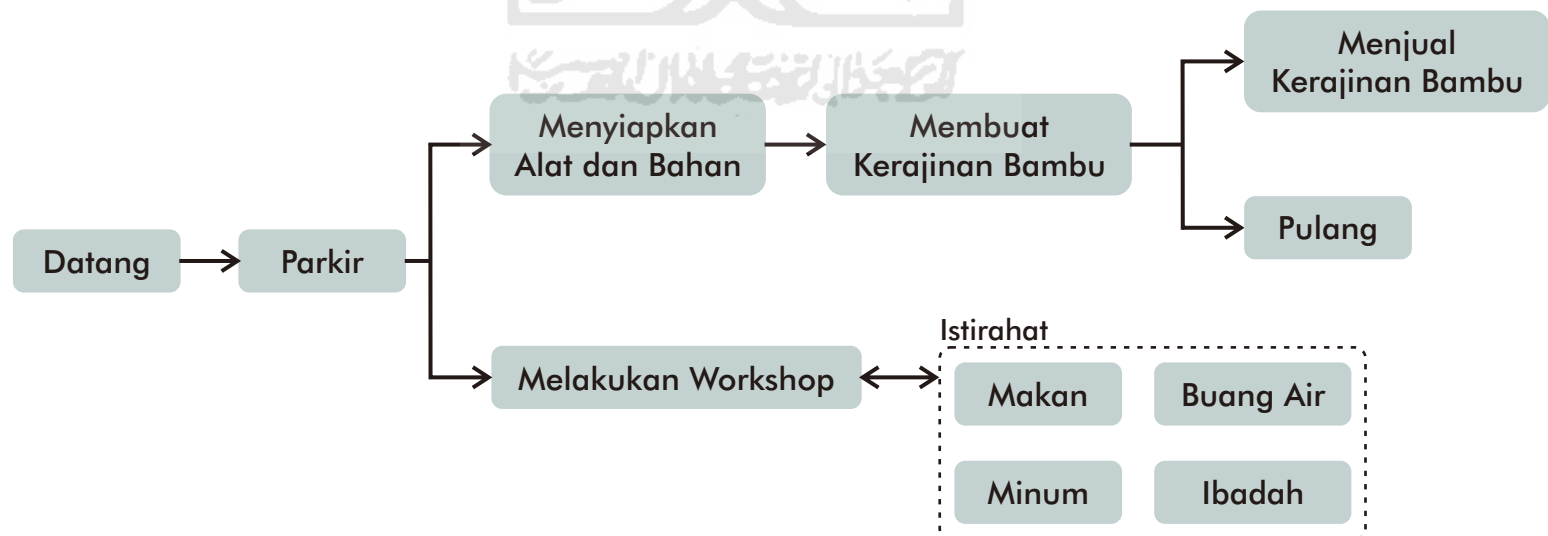 Menjual
Kerajinan Bambu
Menyiapkan
Alat dan Bahan
Membuat
Kerajinan Bambu
Pulang
Datang
Parkir
Istirahat
Melakukan Workshop
Makan
Buang Air
Minum
Ibadah